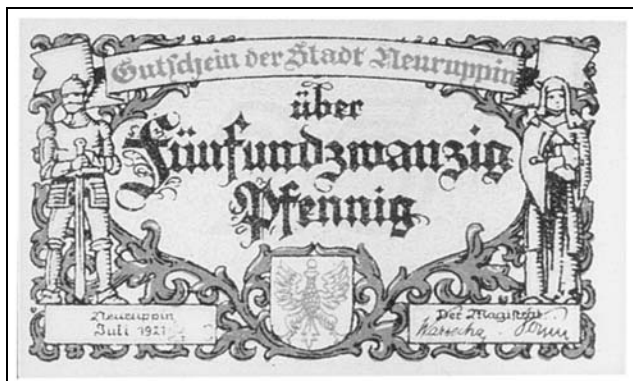 Gutschein der Stadt Neuruppin
über
Fünfundzwanzig
Pfennig
Neuruppin
Juli 1921
Der Magistrat